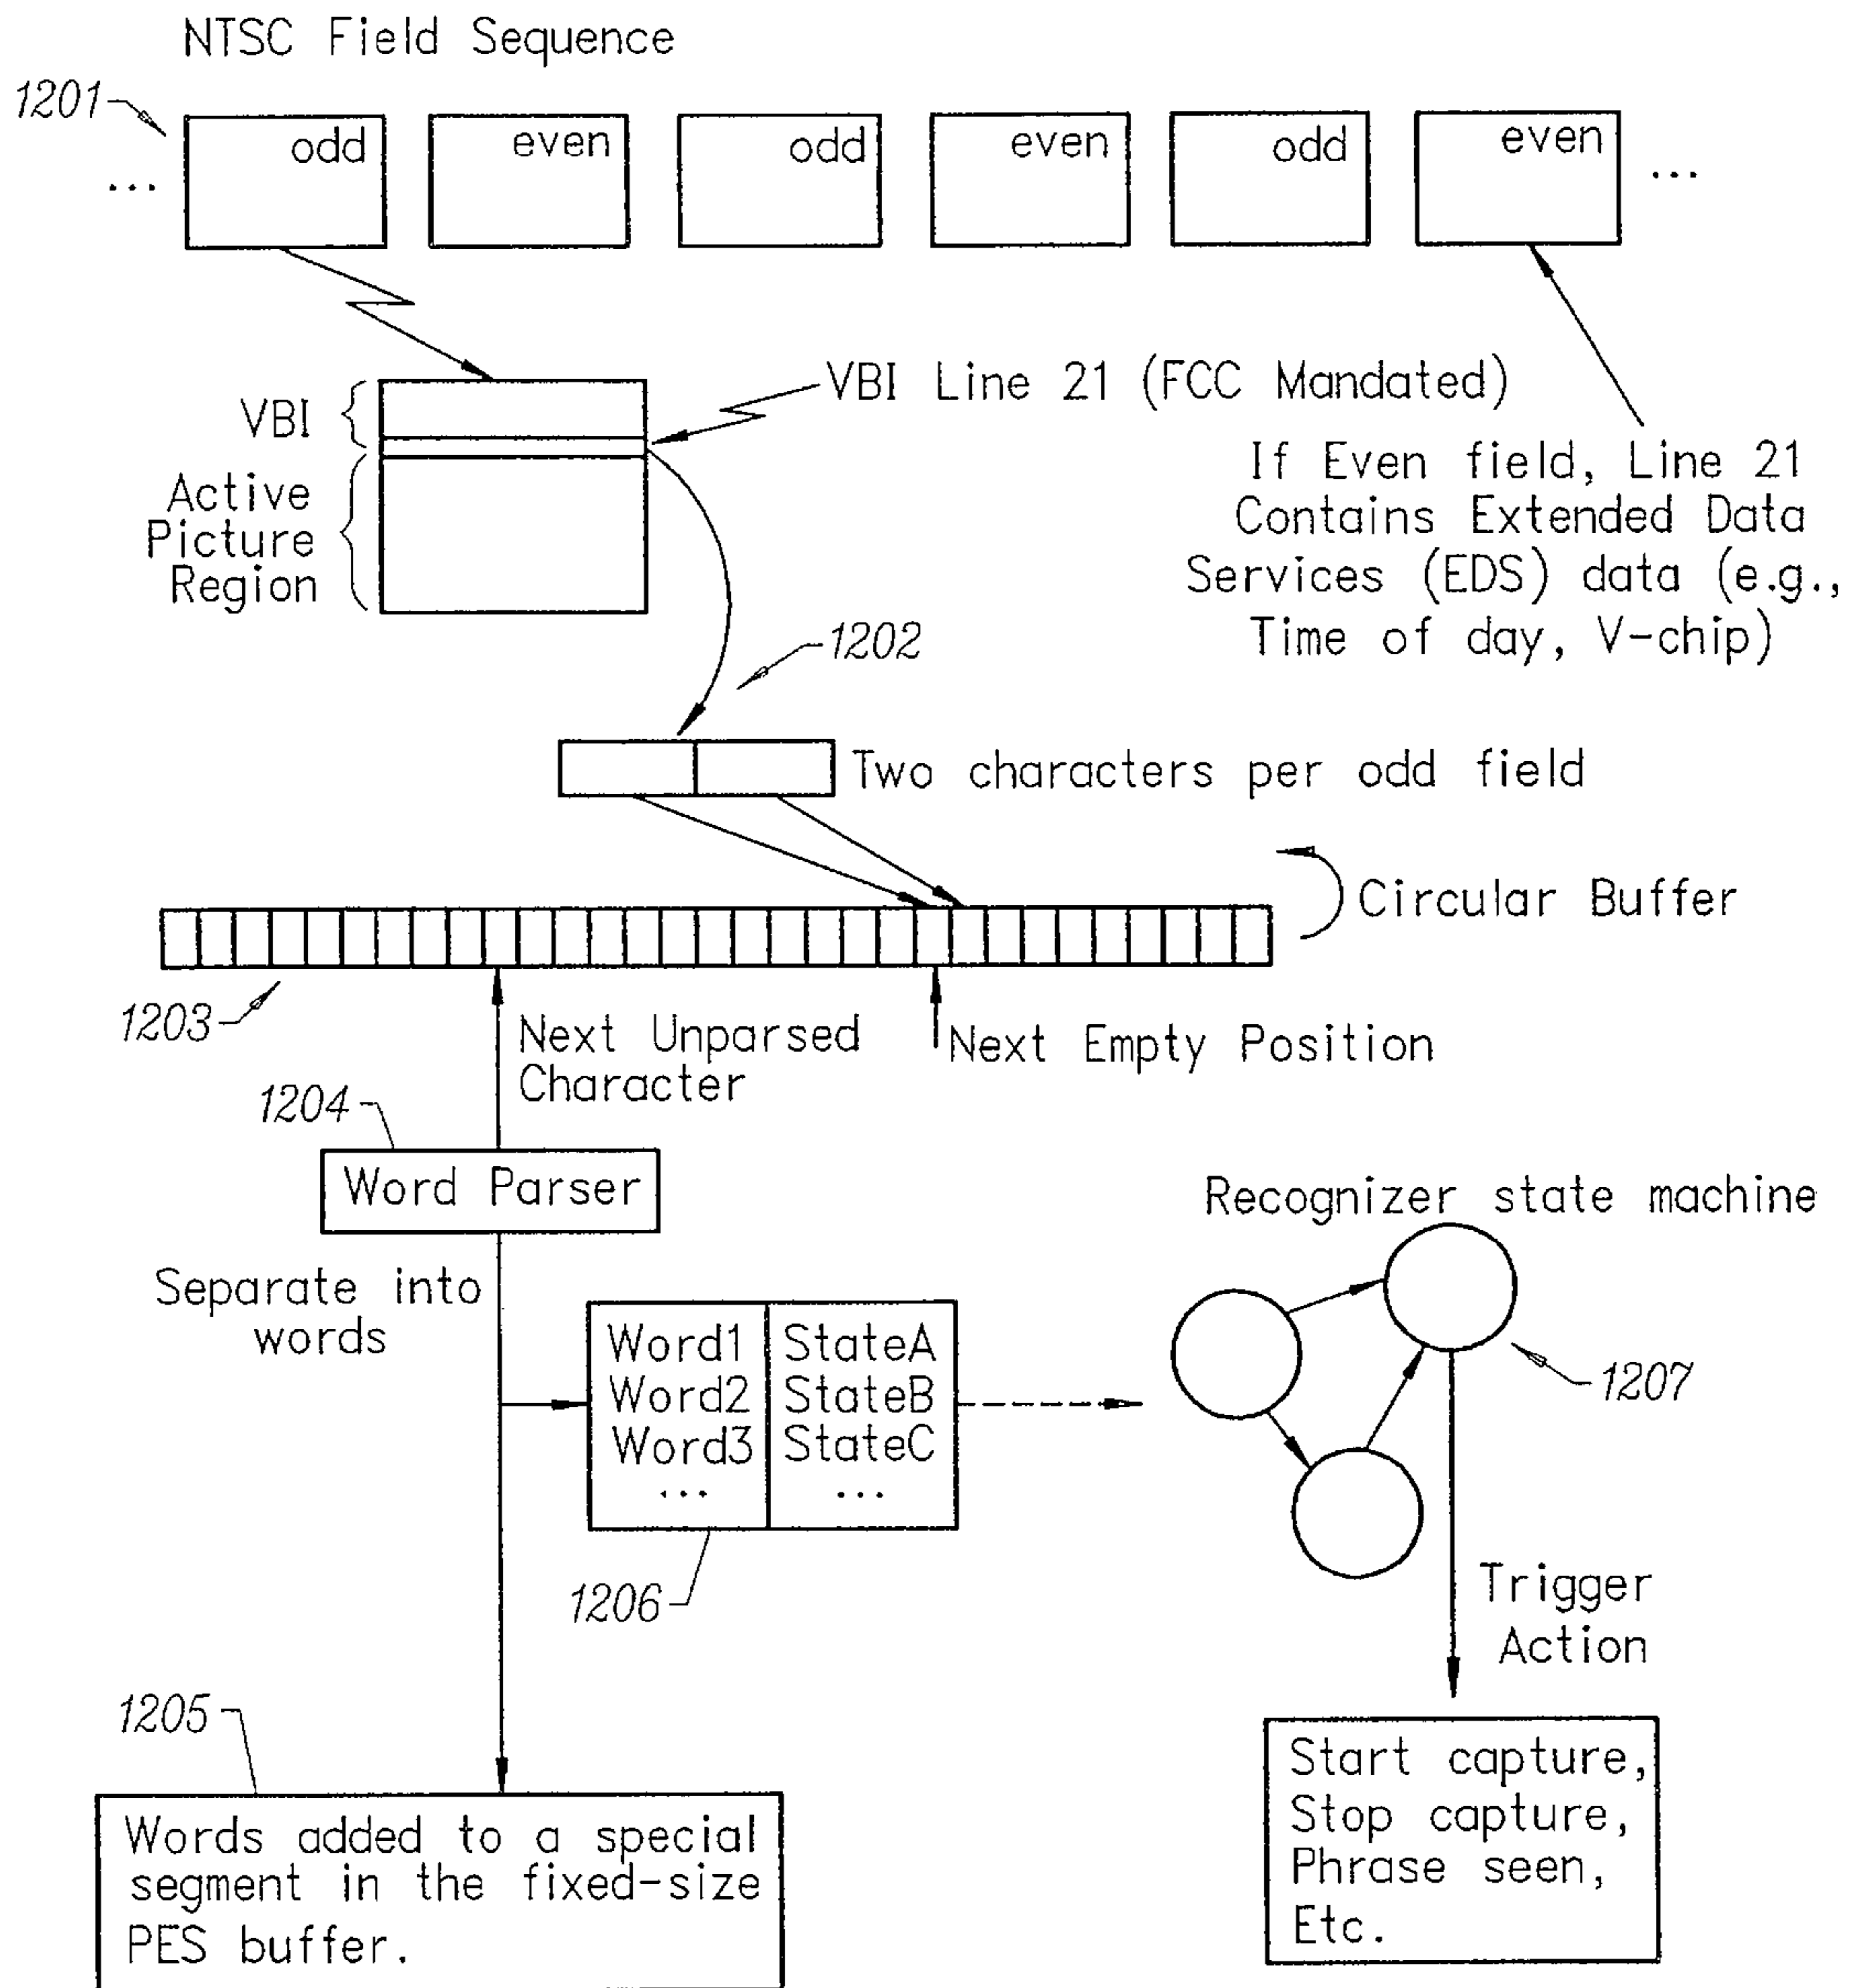 NTSC Field Sequence
1201
odd even odd even odd even
... ...
VBI Line 21 (FCC Mandated)
VBI
Active
Picture
Region
If Even field, Line 21
Contains Extended Data
Services (EDS) data (e.g.,
Time of day, V-chip)
1202
Two characters per odd field
Circular Buffer
1203
Next Unparsed
Character
Next Empty Position
1204
Word Parser
Separate into
words
Word1 StateA
Word2 StateB
Word3 StateC
... ...
1206
Recognizer state machine
1207
Trigger
Action
1205
Words added to a special
segment in the fixed-size
PES buffer.
Start capture,
Stop capture,
Phrase seen,
Etc.